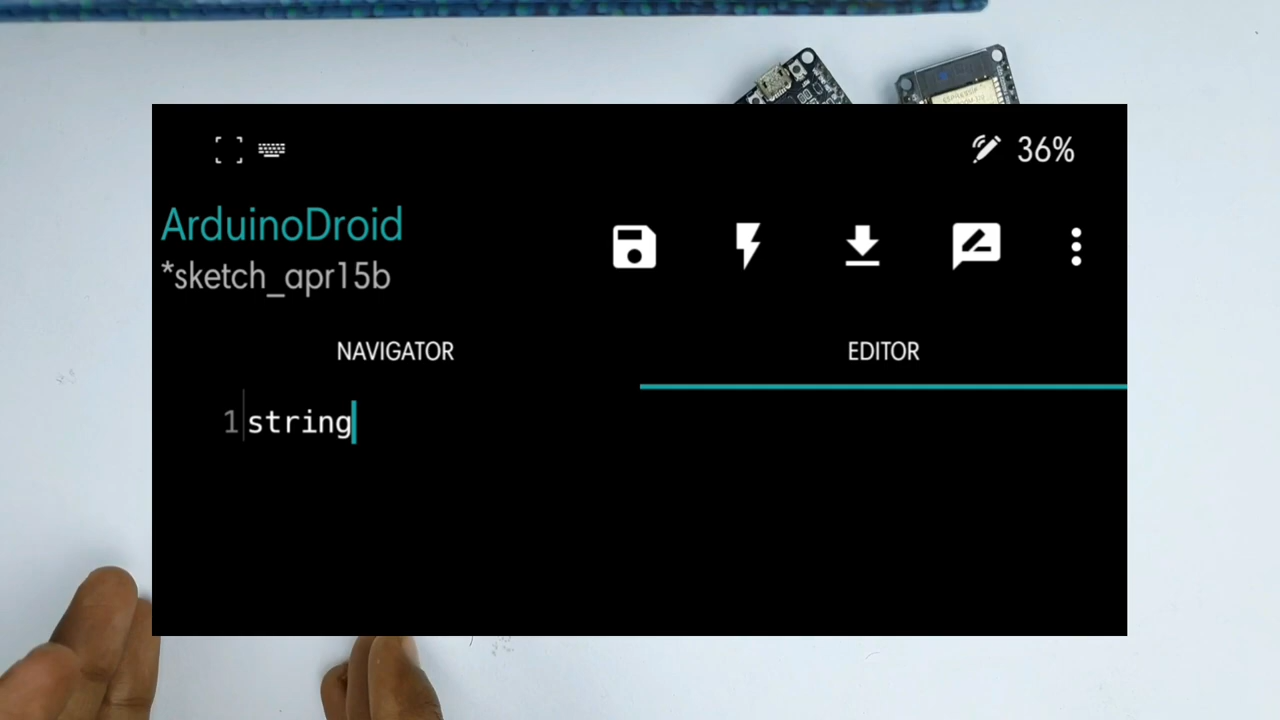 36%
ArduinoDroid
*sketch_apr15b
NAVIGATOR
EDITOR
1
string